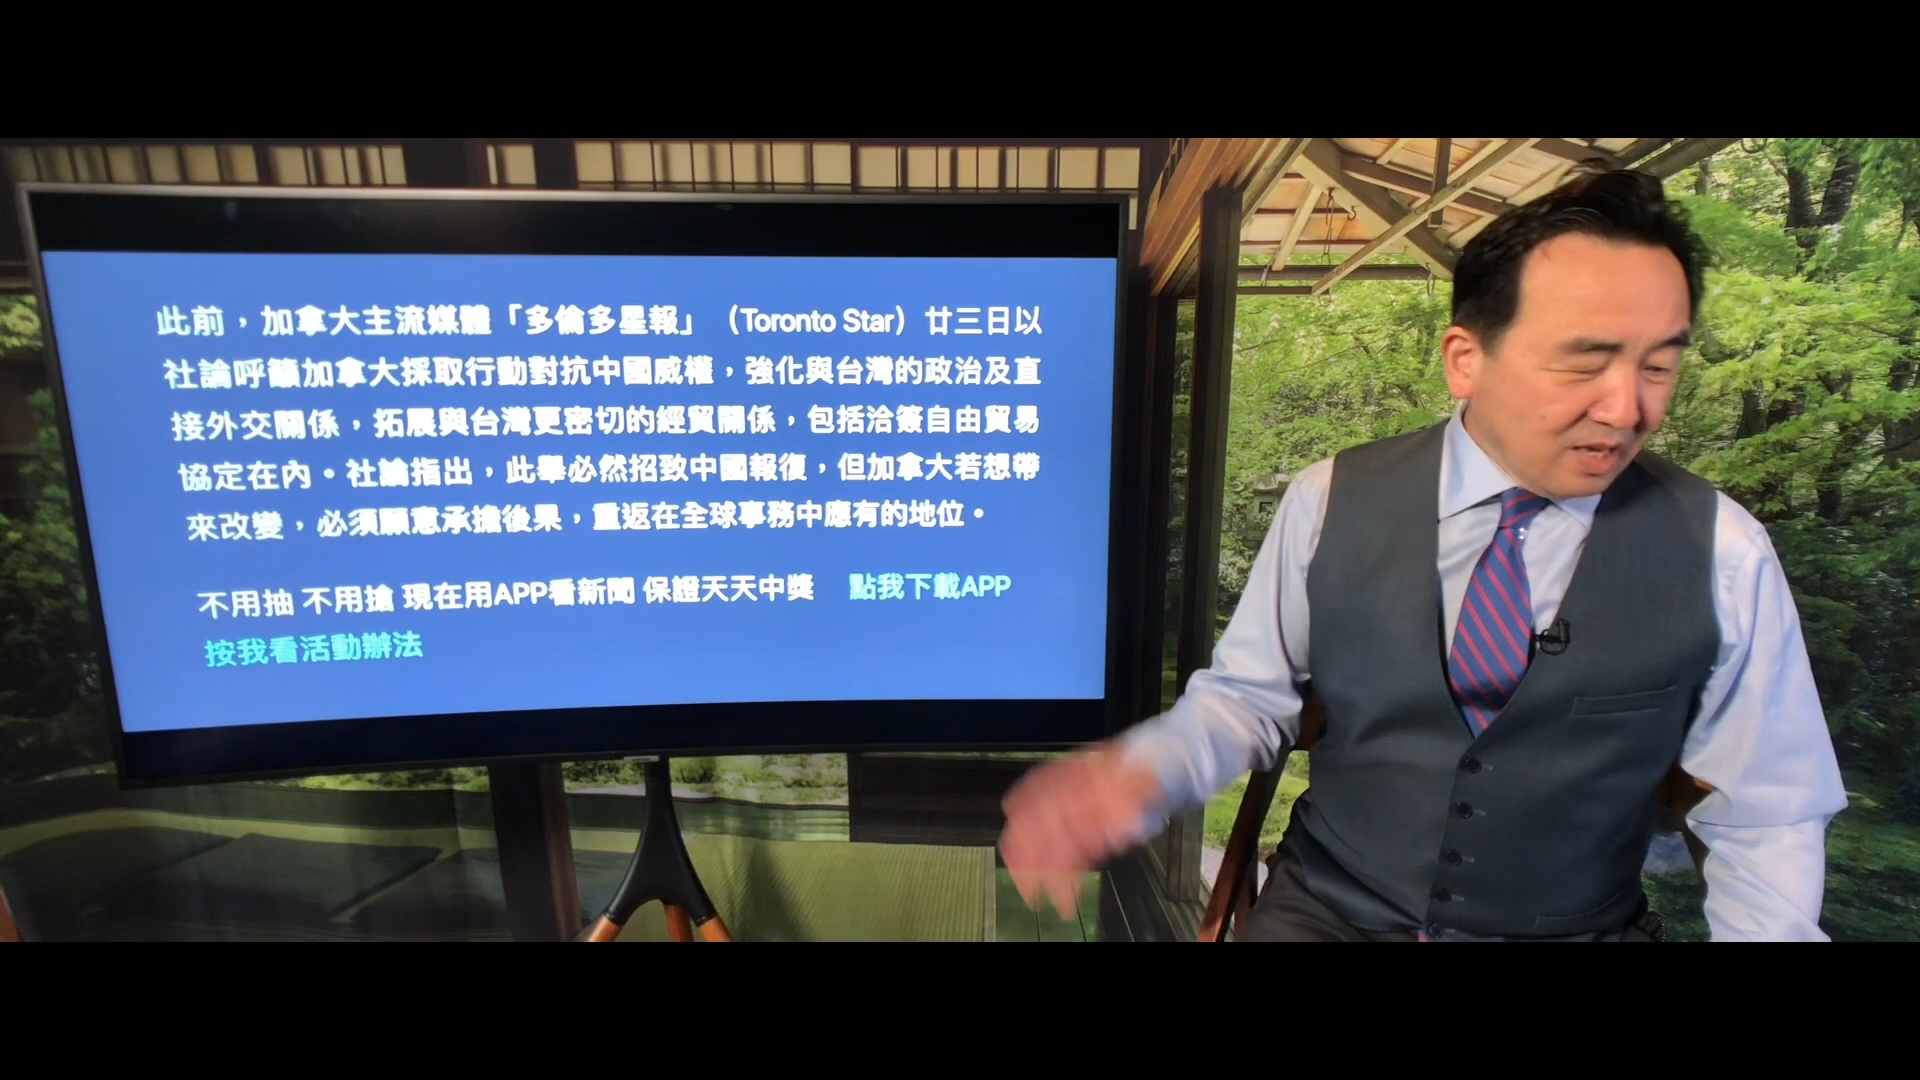 此前，加拿大主流媒體「多倫多星報」（Toronto Star）廿三日以
社論呼籲加拿大採取行動對抗中國威權，強化與台灣的政治及直
接外交關係，拓展與台灣更密切的經貿關係，包括洽簽自由貿易
協定在內。社論指出，此舉必然招致中國報復，但加拿大若想帶
來改變，必須願意承擔後果，重返在全球事務中應有的地位。
不用抽 不用搶 現在用APP看新聞 保證天天中獎 點我下載APP
按我看活動辦法